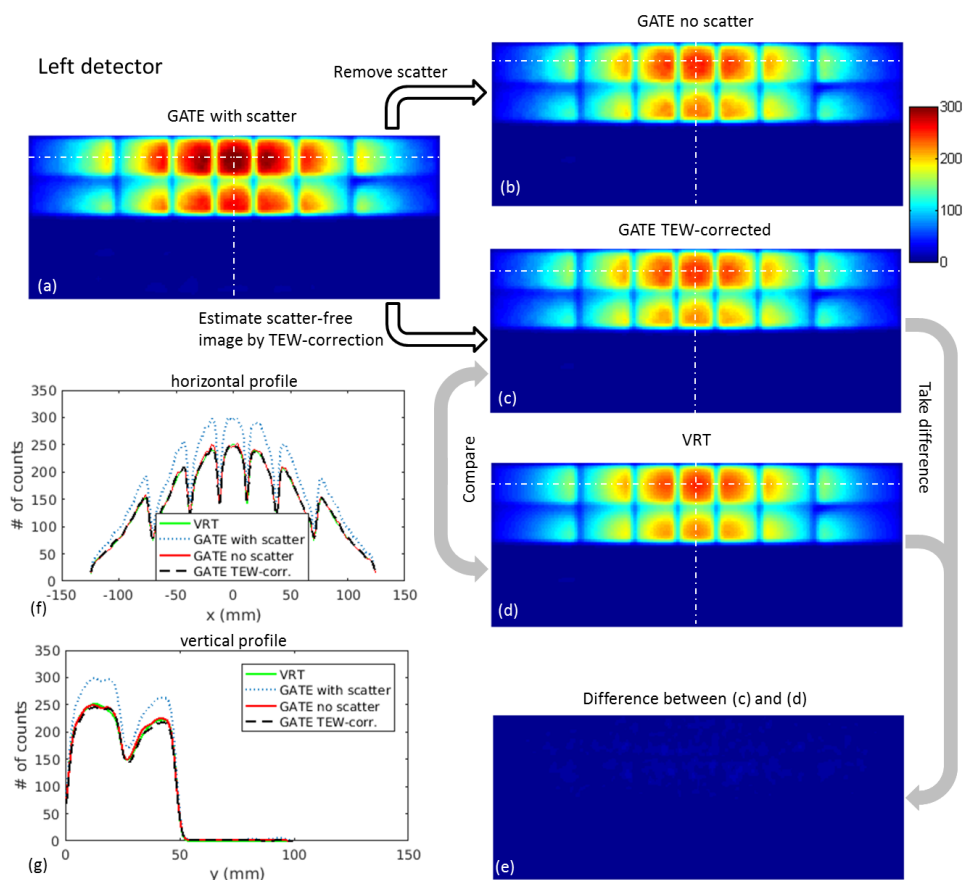 Left detector
GATE with scatter
(a)
Remove scatter
GATE no scatter
(b)
300
200
100
0
Estimate scatter-free
image by TEW-correction
GATE TEW-corrected
(c)
Compare
Take difference
VRT
(d)
Difference between (c) and (d)
(e)
horizontal profile
350
300
250
200
150
100
50
0
# of counts
VRT
GATE with scatter
GATE no scatter
GATE TEW-corr.
-150 -100 -50 0 50 100 150
x (mm)
(f)
vertical profile
350
300
250
200
150
100
50
0
# of counts
VRT
GATE with scatter
GATE no scatter
GATE TEW-corr.
0 50 100 150
y (mm)
(g)